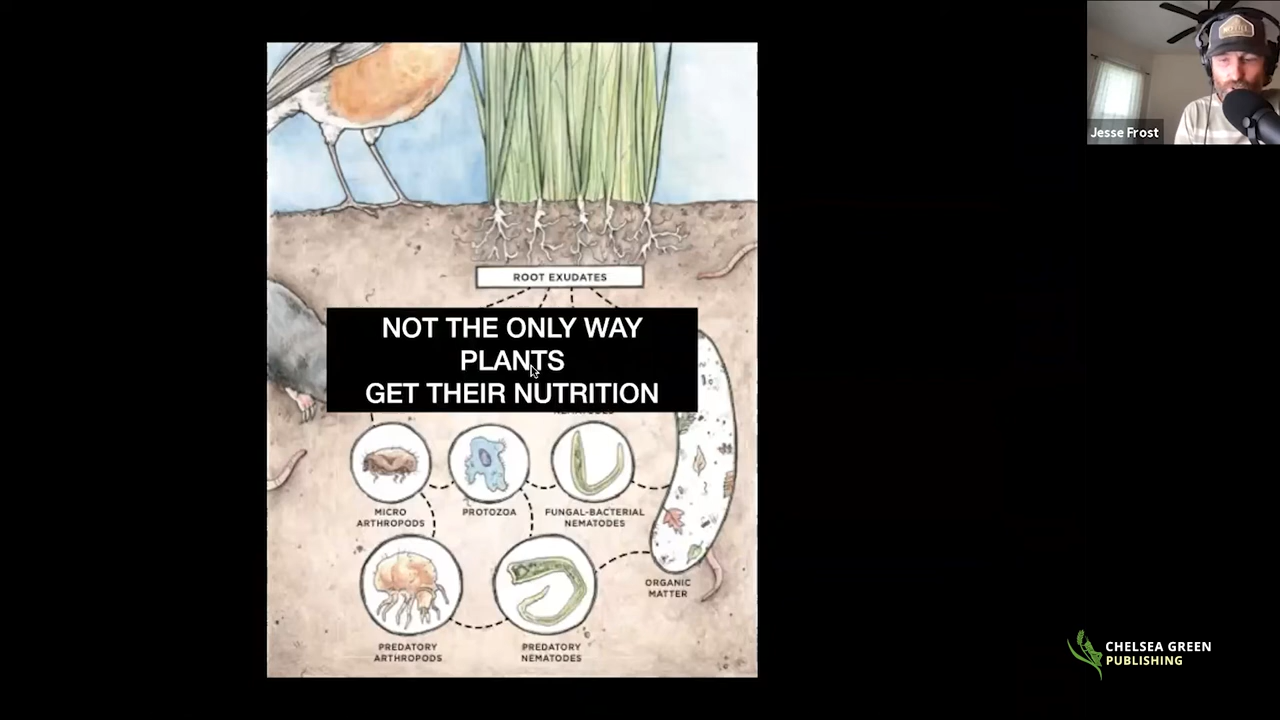 Jesse Frost
ROOT EXUDATES
NOT THE ONLY WAY
PLANTS
GET THEIR NUTRITION
NEMATODES
MICRO
ARTHROPODS
PROTOZOA
FUNGAL-BACTERIAL
NEMATODES
ORGANIC
MATTER
PREDATORY
ARTHROPODS
PREDATORY
NEMATODES
CHELSEA GREEN
PUBLISHING